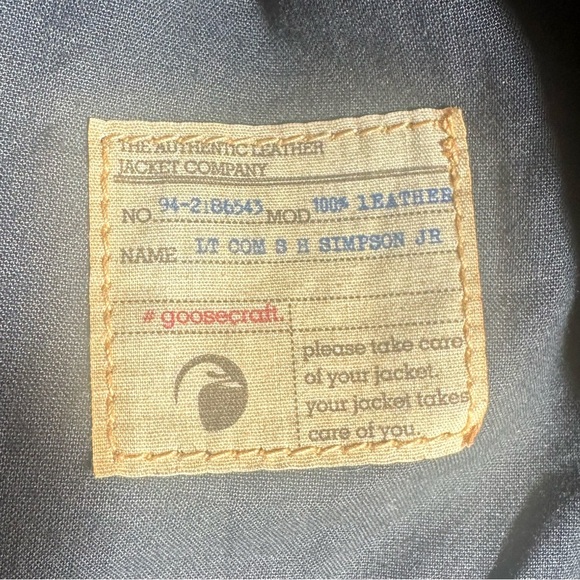 THE AUTHENTIC LEATHER
JACKET COMPANY
NO. 94-2186543 MOD. 100% LEATHER
NAME LT COM S H SIMPSON JR
# goosecraft.
please take care
of your jacket.
your jacket takes
care of you.